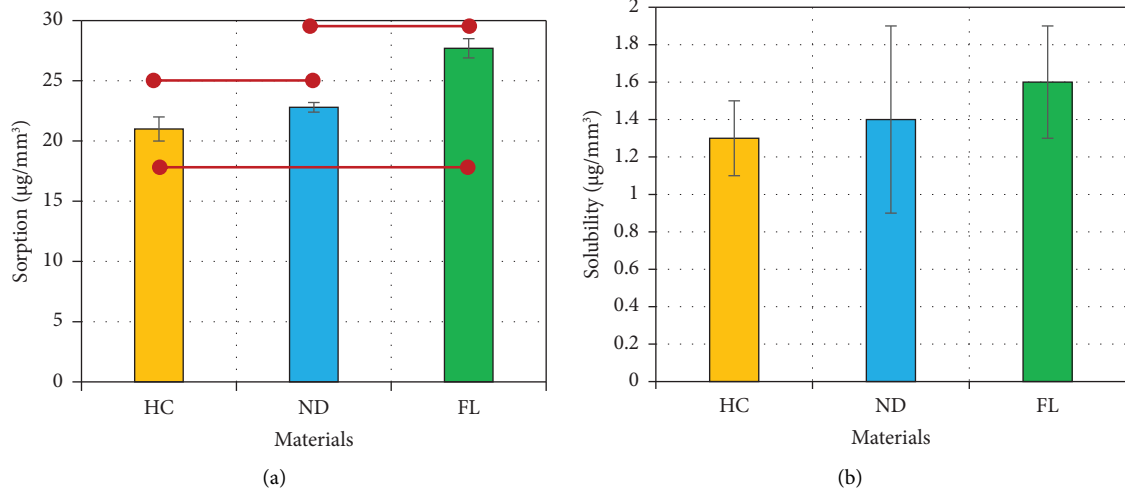 30
25
20
15
10
5
0
Sorption (µg/mm³)
HC ND FL
Materials
(a)
2
1.8
1.6
1.4
1.2
1
0.8
0.6
0.4
0.2
0
Solubility (µg/mm³)
HC ND FL
Materials
(b)